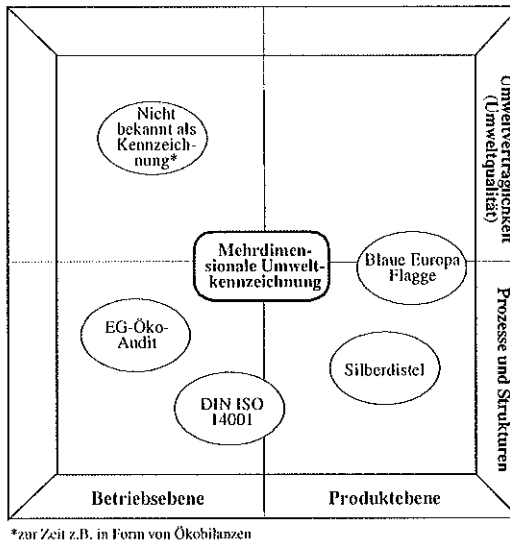 Nicht
bekannt als
Kennzeich-
nung*
Umweltverträglichkeit
(Umweltqualität)
Mehrdimen-
sionale Umwelt-
kennzeichnung
Blaue Europa
Flagge
EG-Öko-
Audit
Silberdistel
DIN ISO
14001
Prozesse und Strukturen
Betriebsebene
Produktebene
*zur Zeit z.B. in Form von Ökobilanzen